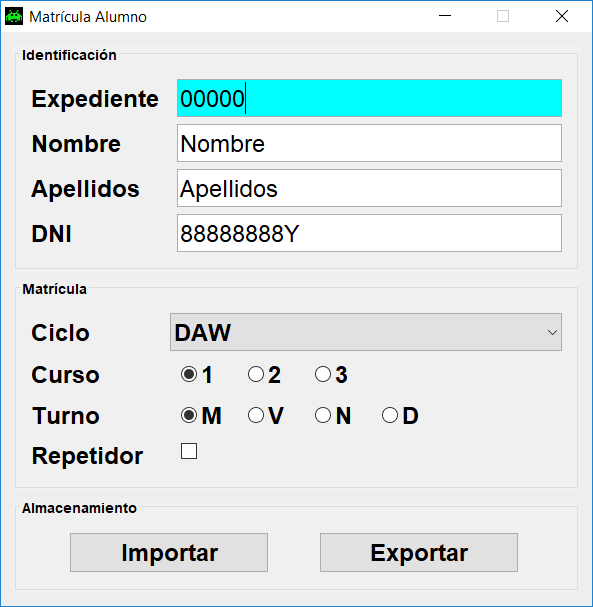 Matrícula Alumno
Identificación
Expediente 00000
Nombre Nombre
Apellidos Apellidos
DNI 88888888Y
Matrícula
Ciclo DAW
Curso 1 2 3
Turno M V N D
Repetidor
Almacenamiento
Importar Exportar